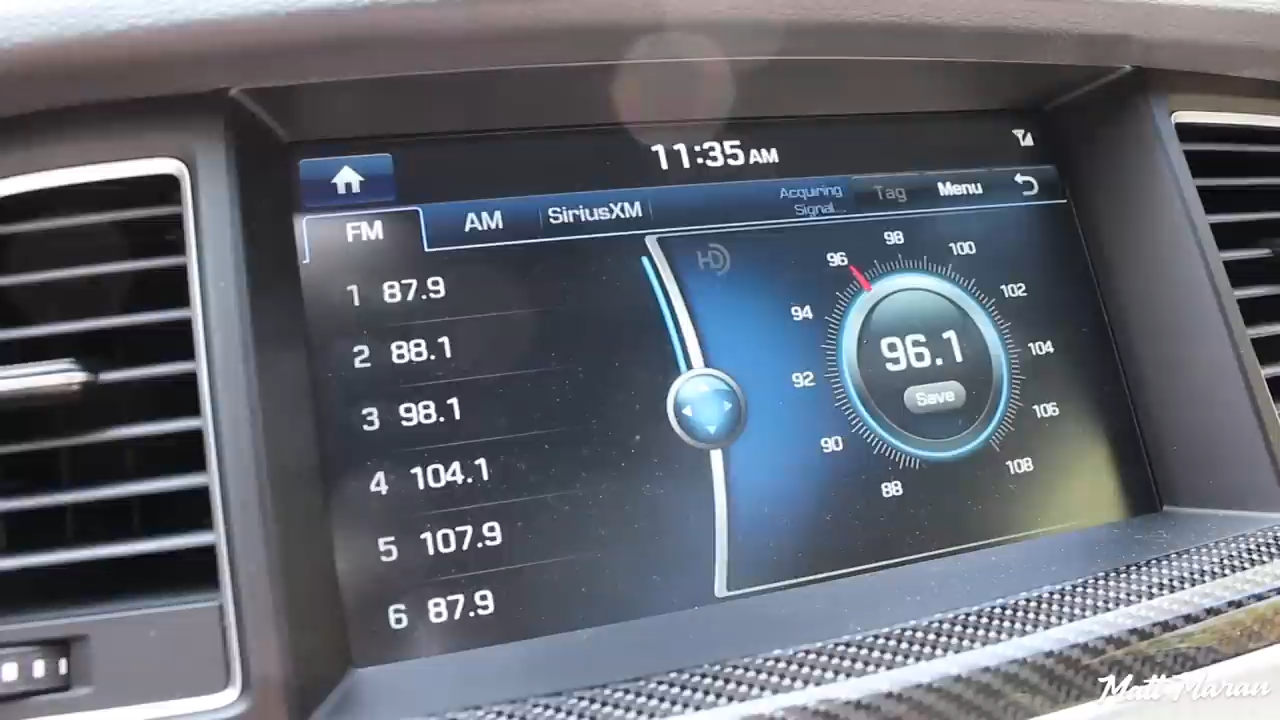 11:35 AM
FM
AM
SiriusXM
Acquiring
Signal...
Tag
Menu
1 87.9
2 88.1
3 98.1
4 104.1
5 107.9
6 87.9
HD
96
98
100
94
102
92
104
90
106
88
108
96.1
Save
Matt Maran